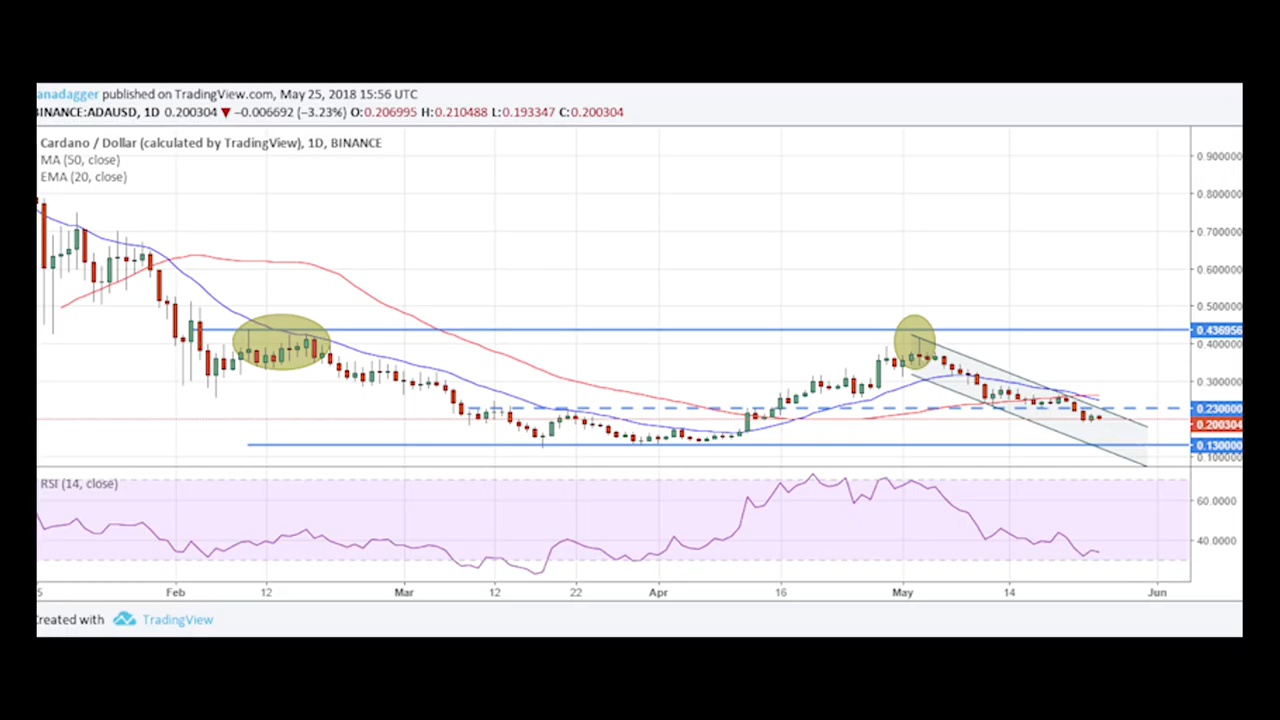 anadagger published on TradingView.com, May 25, 2018 15:56 UTC
BINANCE:ADAUSD, 1D 0.200304 ▼ −0.006692 (−3.23%) O:0.206995 H:0.210488 L:0.193347 C:0.200304
Cardano / Dollar (calculated by TradingView), 1D, BINANCE
MA (50, close)
EMA (20, close)
0.900000
0.800000
0.700000
0.600000
0.500000
0.436956
0.400000
0.300000
0.230000
0.200304
0.130000
0.100000
RSI (14, close)
60.0000
40.0000
5 Feb 12 Mar 12 22 Apr 16 May 14 Jun
Created with TradingView